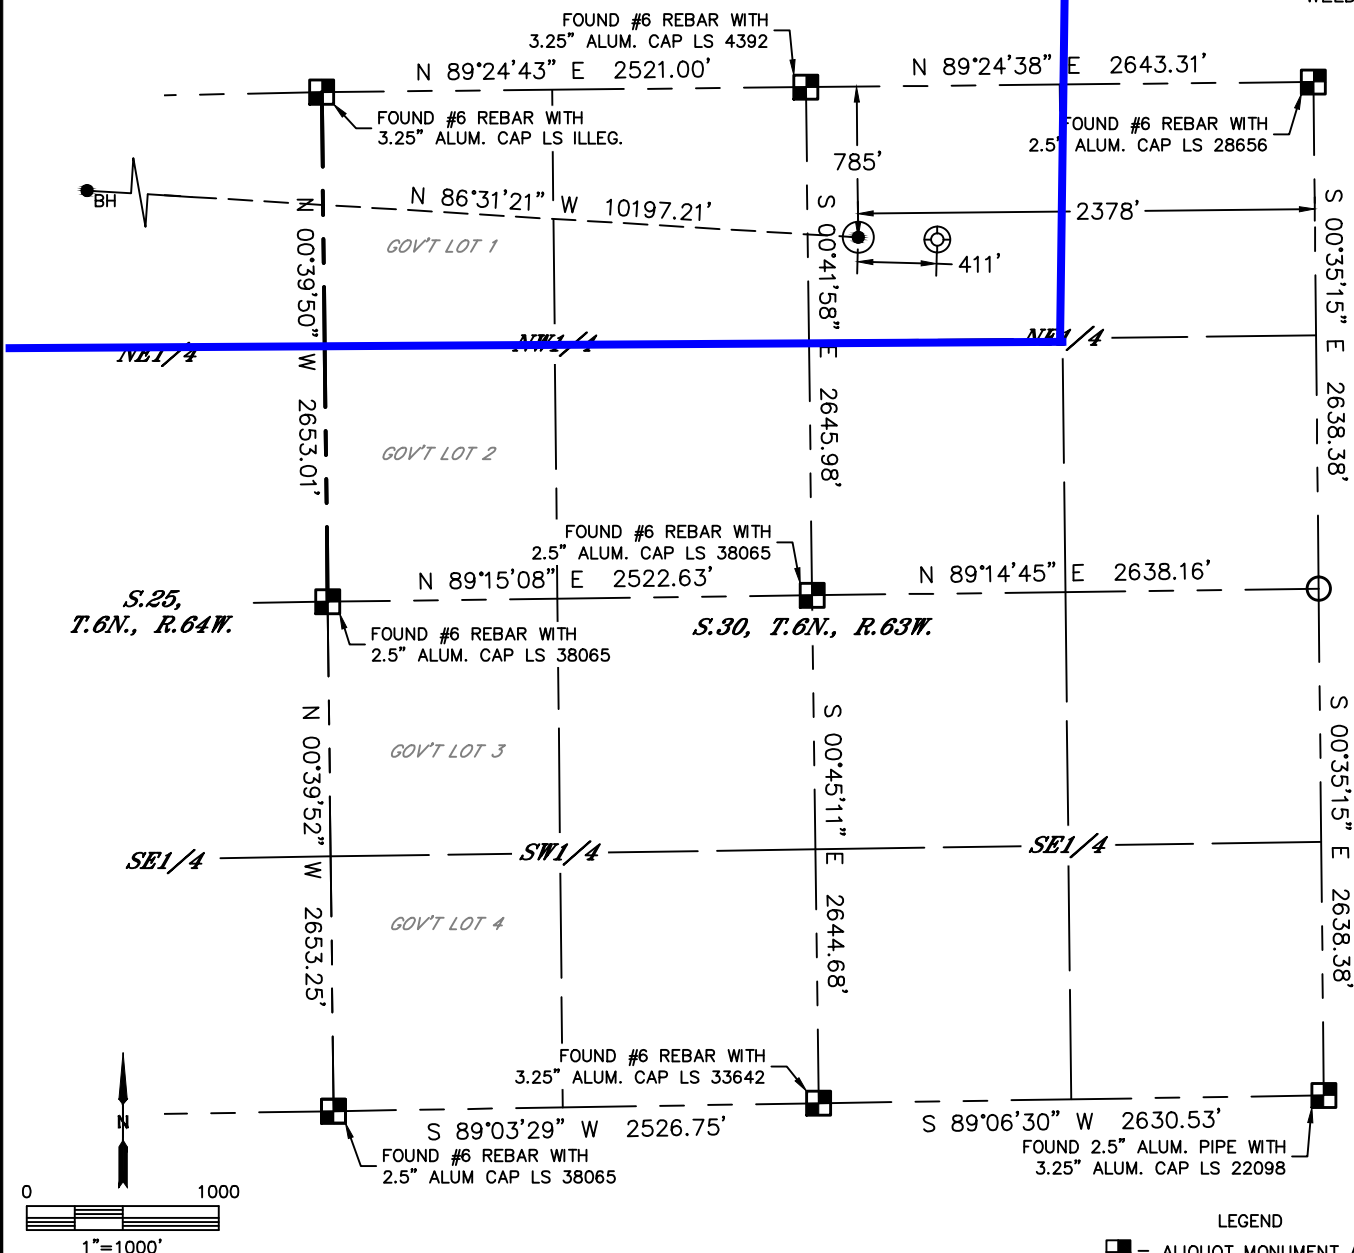 FOUND #6 REBAR WITH
3.25" ALUM. CAP LS 4392
N 89°24'43" E 2521.00'
N 89°24'38" E 2643.31'
FOUND #6 REBAR WITH
3.25" ALUM. CAP LS ILLEG.
FOUND #6 REBAR WITH
2.5" ALUM. CAP LS 28656
785'
BH
N 86°31'21" W 10197.21'
2378'
411'
GOV'T LOT 1
N 00°39'50" W 2653.01'
S 00°41'58" E 2645.98'
S 00°35'15" E 2638.38'
NE1/4
NW1/4
NE1/4
GOV'T LOT 2
FOUND #6 REBAR WITH
2.5" ALUM. CAP LS 38065
N 89°15'08" E 2522.63'
N 89°14'45" E 2638.16'
S.25,
T.6N., R.64W.
S.30, T.6N., R.63W.
FOUND #6 REBAR WITH
2.5" ALUM. CAP LS 38065
N 00°39'52" W 2653.25'
S 00°45'11" E 2644.68'
S 00°35'15" E 2638.38'
GOV'T LOT 3
SE1/4
SW1/4
SE1/4
GOV'T LOT 4
FOUND #6 REBAR WITH
3.25" ALUM. CAP LS 33642
N
S 89°03'29" W 2526.75'
S 89°06'30" W 2630.53'
FOUND #6 REBAR WITH
2.5" ALUM CAP LS 38065
FOUND 2.5" ALUM. PIPE WITH
3.25" ALUM. CAP LS 22098
0 1000
1"=1000'
LEGEND
= ALIQUOT MONUMENT